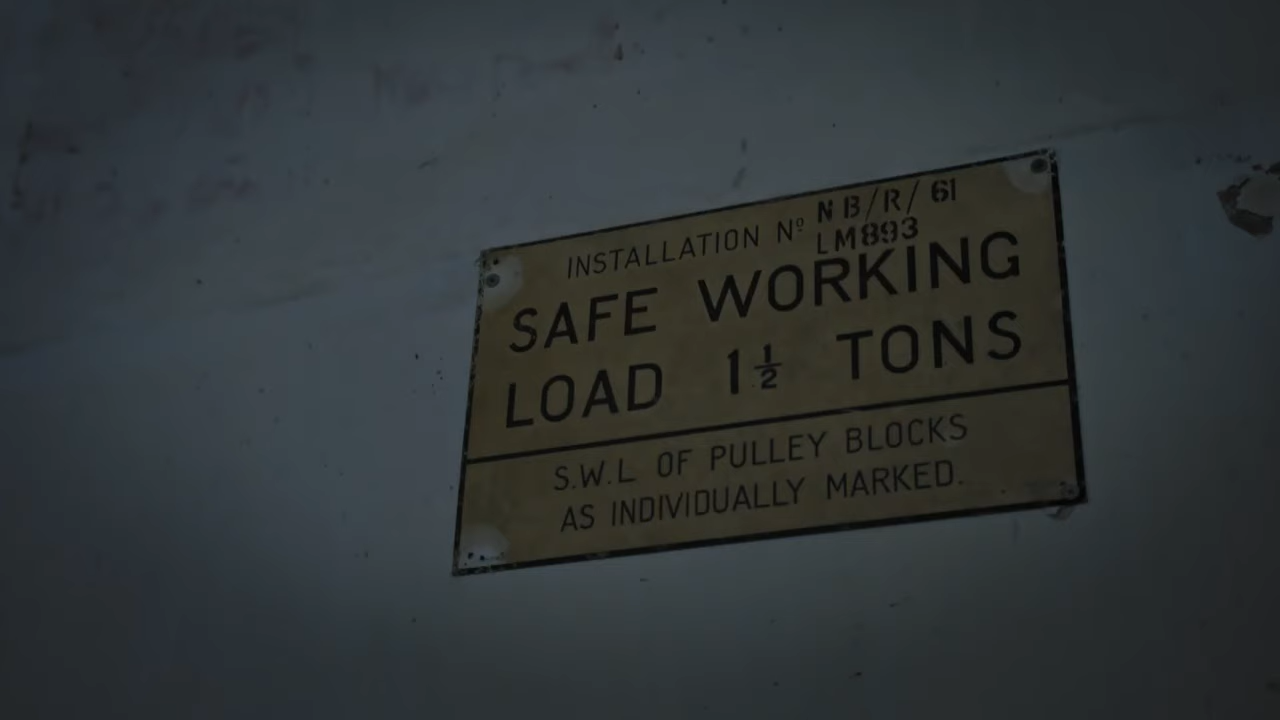 INSTALLATION Nº NB/R/61
LM893
SAFE WORKING
LOAD 1½ TONS
S.W.L OF PULLEY BLOCKS
AS INDIVIDUALLY MARKED.